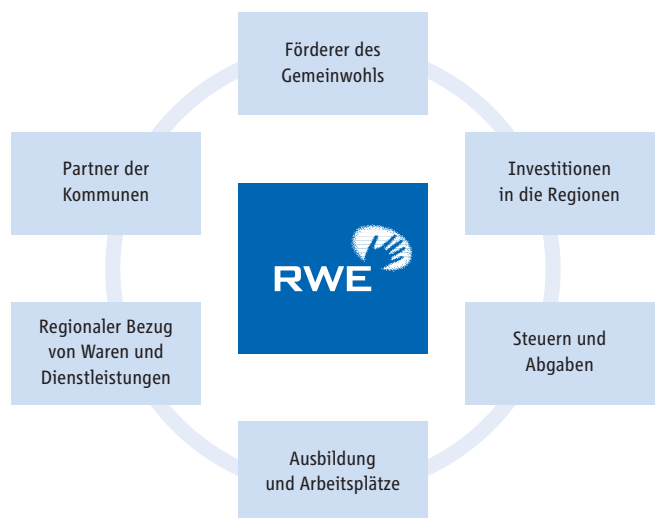 Förderer des
Gemeinwohls
Partner der
Kommunen
Investitionen
in die Regionen
RWE
Regionaler Bezug
von Waren und
Dienstleistungen
Steuern und
Abgaben
Ausbildung
und Arbeitsplätze